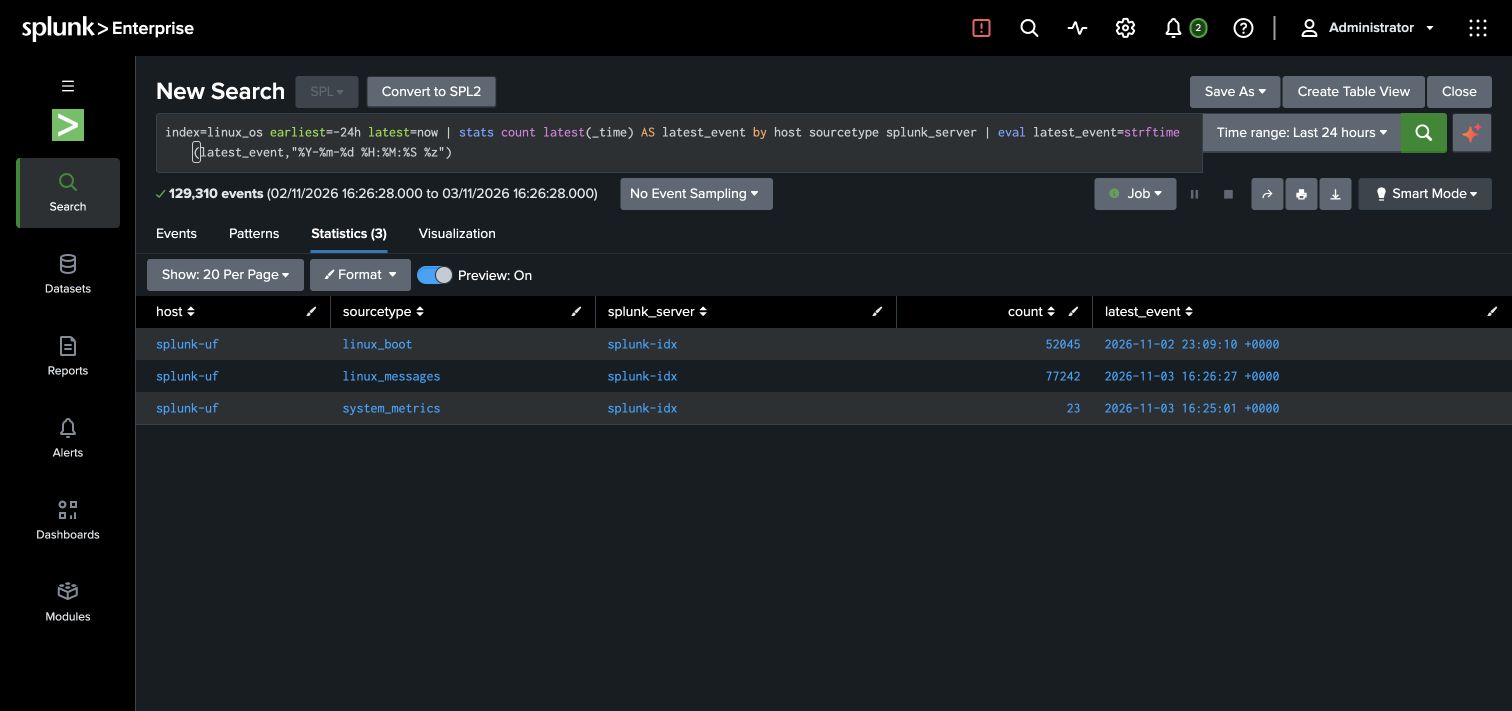 splunk>Enterprise
2
Administrator
New Search
SPL
Convert to SPL2
Save As
Create Table View
Close
index=linux_os earliest=-24h latest=now | stats count latest(_time) AS latest_event by host sourcetype splunk_server | eval latest_event=strftime
(latest_event,"%Y-%m-%d %H:%M:%S %z")
Time range: Last 24 hours
129,310 events (02/11/2026 16:26:28.000 to 03/11/2026 16:26:28.000)
No Event Sampling
Job
Smart Mode
Events
Patterns
Statistics (3)
Visualization
Show: 20 Per Page
Format
Preview: On
host sourcetype splunk_server count latest_event
splunk-uf linux_boot splunk-idx 52045 2026-11-02 23:09:10 +0000
splunk-uf linux_messages splunk-idx 77242 2026-11-03 16:26:27 +0000
splunk-uf system_metrics splunk-idx 23 2026-11-03 16:25:01 +0000
Search
Datasets
Reports
Alerts
Dashboards
Modules